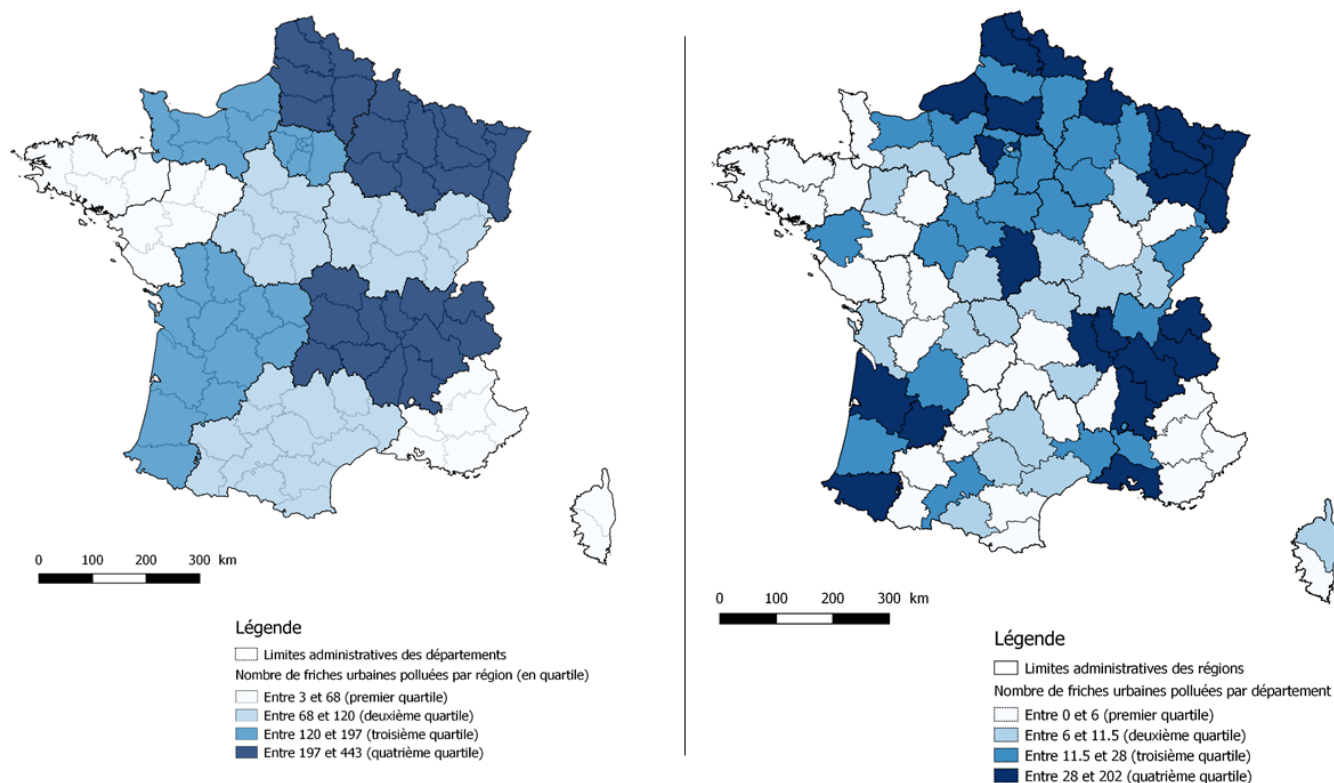 0 100 200 300 km
Légende
Limites administratives des départements
Nombre de friches urbaines polluées par région (en quartile)
Entre 3 et 68 (premier quartile)
Entre 68 et 120 (deuxième quartile)
Entre 120 et 197 (troisième quartile)
Entre 197 et 443 (quatrième quartile)
0 100 200 300 km
Légende
Limites administratives des régions
Nombre de friches urbaines polluées par département
Entre 0 et 6 (premier quartile)
Entre 6 et 11.5 (deuxième quartile)
Entre 11.5 et 28 (troisième quartile)
Entre 28 et 202 (quatrième quartile)